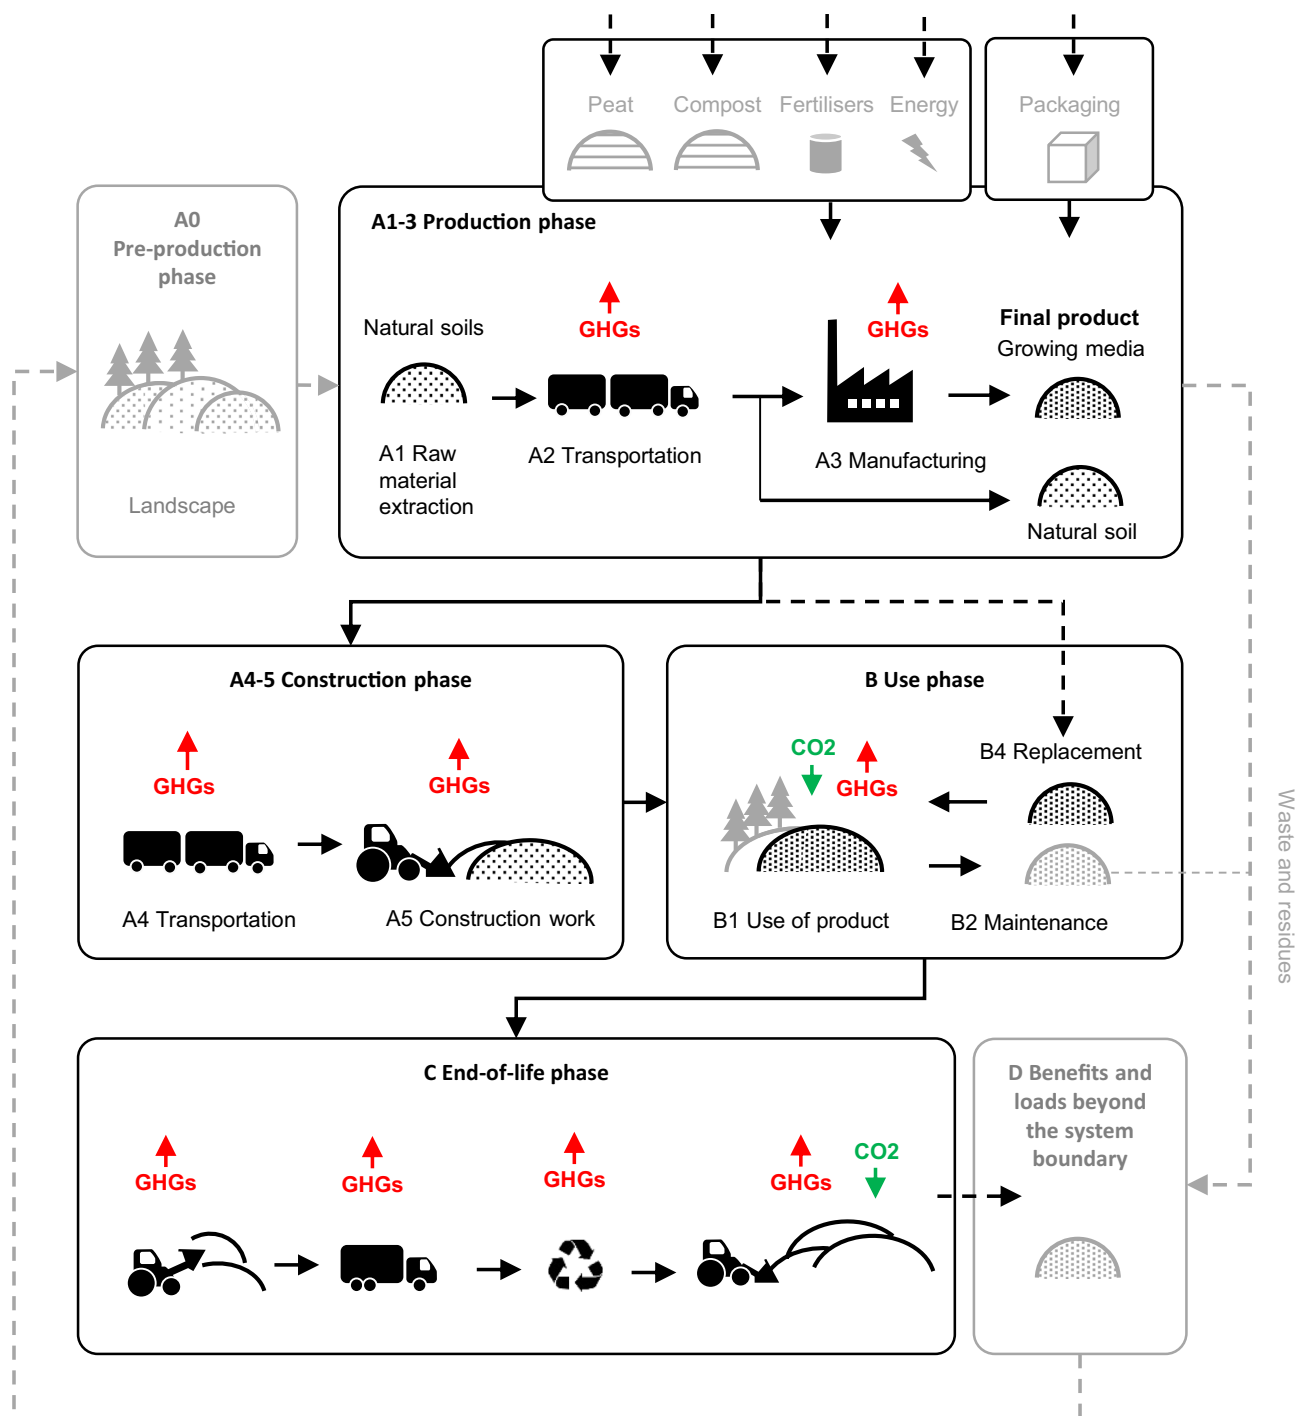 Peat
Compost
Fertilisers
Energy
Packaging
A0
Pre-production
phase
Landscape
A1-3 Production phase
Natural soils
GHGs
GHGs
Final product
Growing media
A1 Raw
material
extraction
A2 Transportation
A3 Manufacturing
Natural soil
A4-5 Construction phase
GHGs
GHGs
A4 Transportation
A5 Construction work
B Use phase
CO2
GHGs
B4 Replacement
B1 Use of product
B2 Maintenance
Waste and residues
C End-of-life phase
GHGs
GHGs
GHGs
GHGs
CO2
D Benefits and
loads beyond
the system
boundary